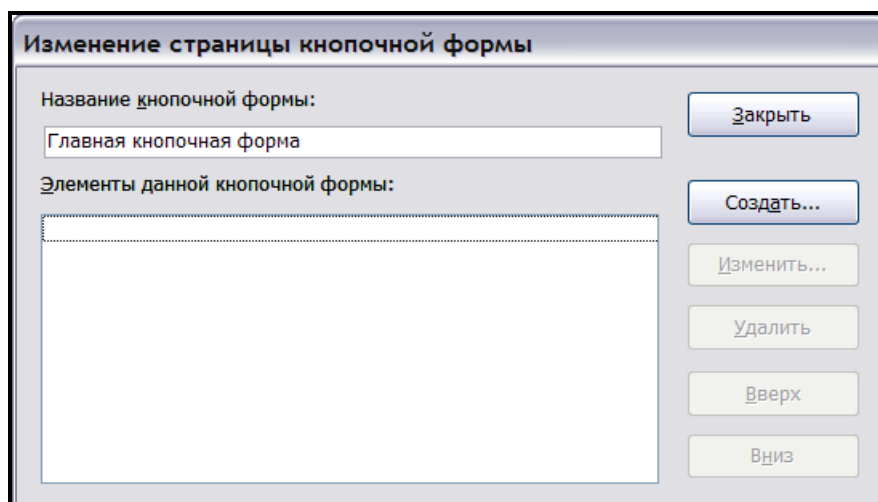 Изменение страницы кнопочной формы
Название кнопочной формы:
Закрыть
Главная кнопочная форма
Элементы данной кнопочной формы:
Создать...
Изменить...
Удалить
Вверх
Вниз